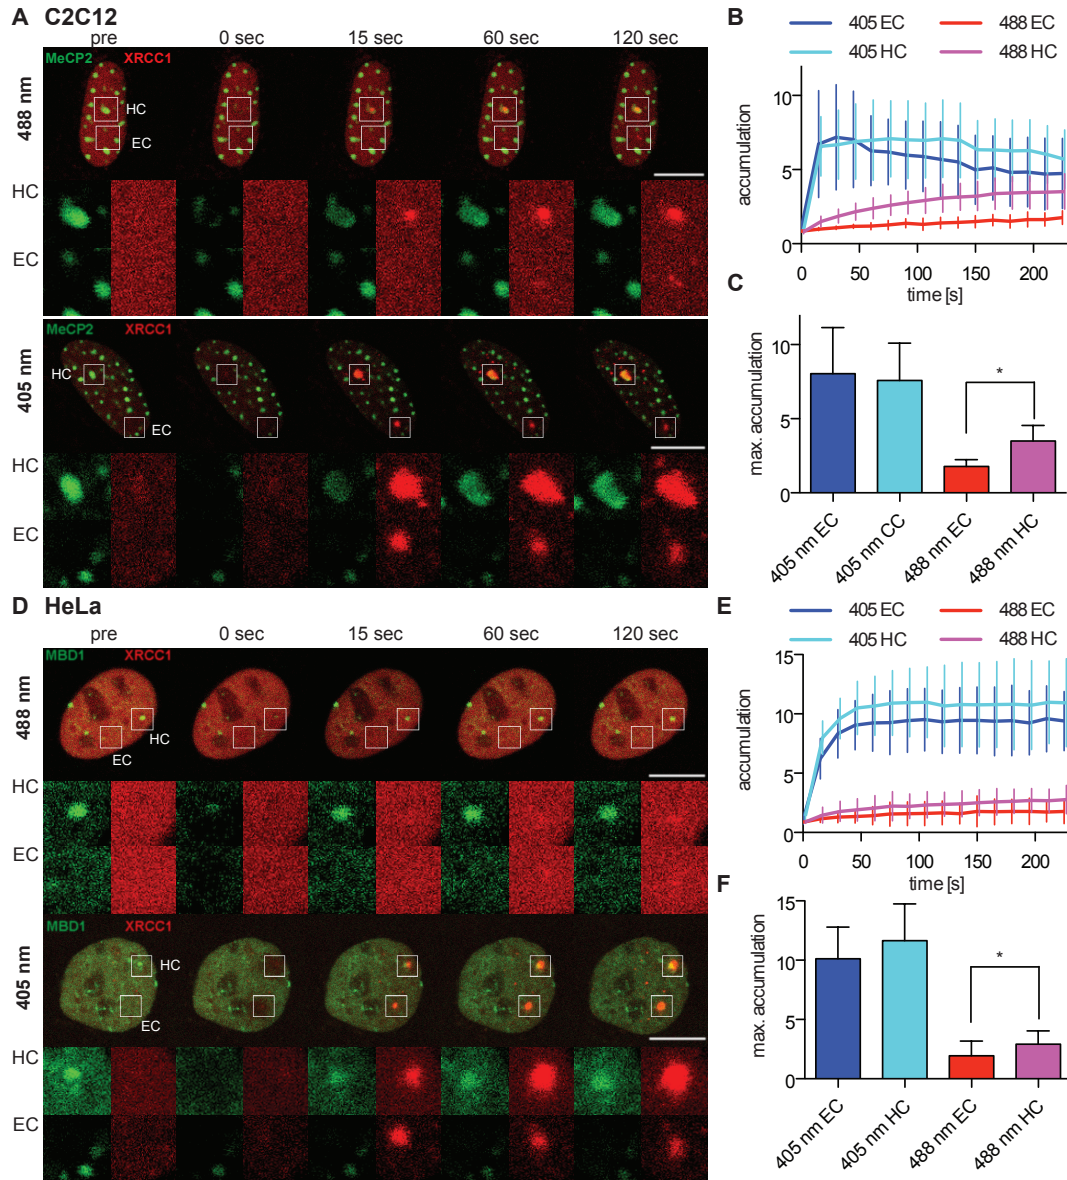 A C2C12
pre 0 sec 15 sec 60 sec 120 sec
488 nm
MeCP2 XRCC1
HC
EC
HC
EC
405 nm
MeCP2 XRCC1
HC
EC
HC
EC
B
405 EC 488 EC
405 HC 488 HC
accumulation
10
5
0
0 50 100 150 200
time [s]
C
max. accumulation
10
5
0
*
405 nm EC
405 nm CC
488 nm EC
488 nm HC
D HeLa
pre 0 sec 15 sec 60 sec 120 sec
488 nm
MBD1 XRCC1
HC
EC
HC
EC
405 nm
MBD1 XRCC1
HC
EC
HC
EC
E
405 EC 488 EC
405 HC 488 HC
accumulation
15
10
5
0
0 50 100 150 200
time [s]
F
max. accumulation
15
10
5
0
*
405 nm EC
405 nm HC
488 nm EC
488 nm HC